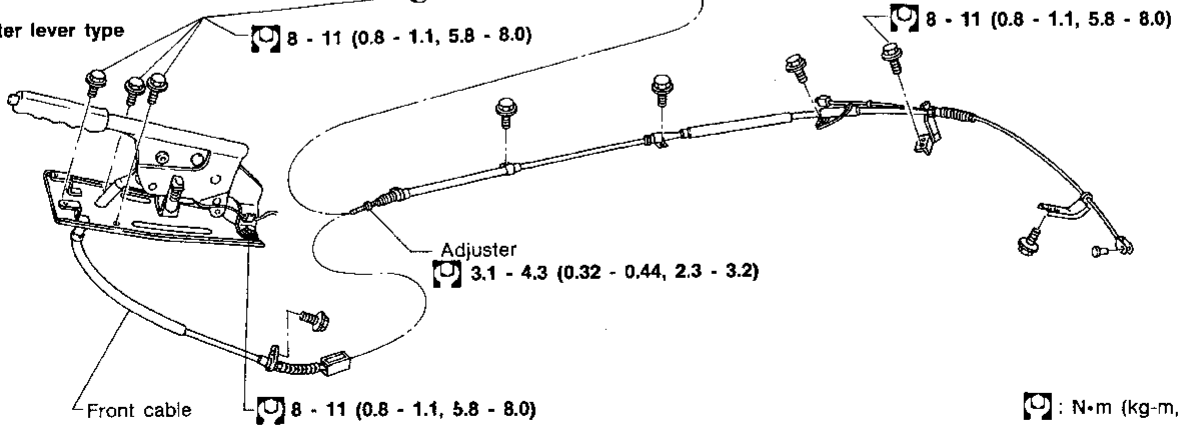 ter lever type
8 - 11 (0.8 - 1.1, 5.8 - 8.0)
8 - 11 (0.8 - 1.1, 5.8 - 8.0)
Adjuster
3.1 - 4.3 (0.32 - 0.44, 2.3 - 3.2)
Front cable
8 - 11 (0.8 - 1.1, 5.8 - 8.0)
: N•m (kg-m,